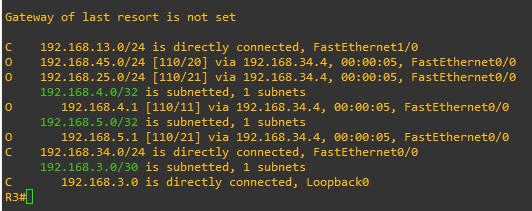 Gateway of last resort is not set
C    192.168.13.0/24 is directly connected, FastEthernet1/0
O    192.168.45.0/24 [110/20] via 192.168.34.4, 00:00:05, FastEthernet0/0
O    192.168.25.0/24 [110/21] via 192.168.34.4, 00:00:05, FastEthernet0/0
     192.168.4.0/32 is subnetted, 1 subnets
O       192.168.4.1 [110/11] via 192.168.34.4, 00:00:05, FastEthernet0/0
     192.168.5.0/32 is subnetted, 1 subnets
O       192.168.5.1 [110/21] via 192.168.34.4, 00:00:05, FastEthernet0/0
C    192.168.34.0/24 is directly connected, FastEthernet0/0
     192.168.3.0/30 is subnetted, 1 subnets
C       192.168.3.0 is directly connected, Loopback0
R3#